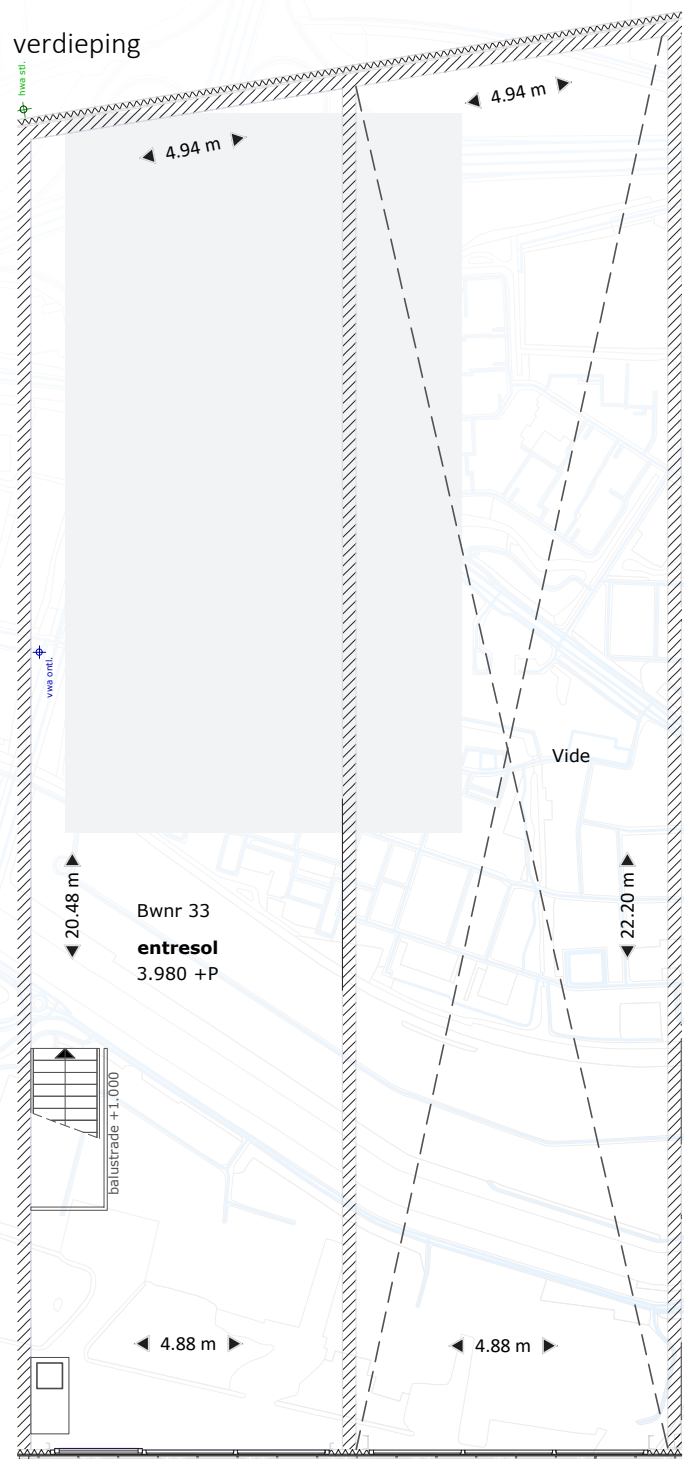 verdieping
hwa stl.
4.94 m
4.94 m
vwa ontl.
Vide
20.48 m
22.20 m
Bwnr 33
entresol
3.980 +P
balustrade +1.000
4.88 m
4.88 m